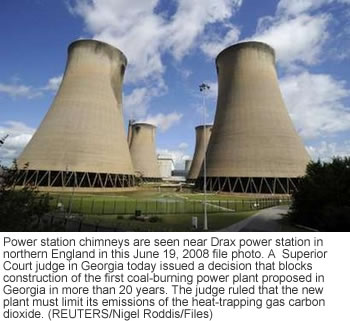 Power station chimneys are seen near Drax power station in
northern England in this June 19, 2008 file photo. A  Superior
Court judge in Georgia today issued a decision that blocks
construction of the first coal-burning power plant proposed in
Georgia in more than 20 years. The judge ruled that the new
plant must limit its emissions of the heat-trapping gas carbon
dioxide. (REUTERS/Nigel Roddis/Files)